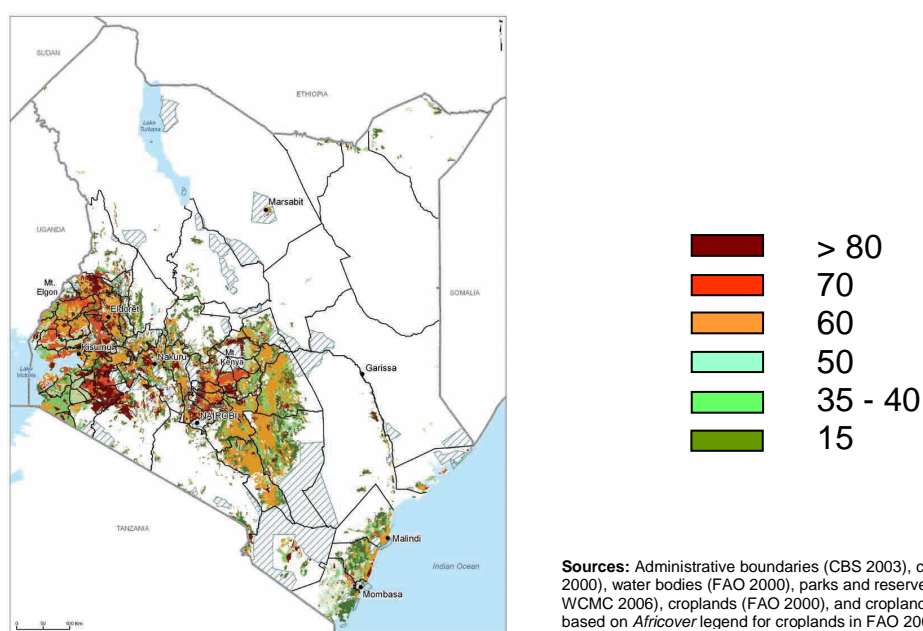 SUDAN
ETHIOPIA
Lake
Turkana
Marsabit
UGANDA
Mt.
Elgon
Eldoret
SOMALIA
Kisumu
Nakuru
Mt.
Kenya
Garissa
Lake
Victoria
NAIROBI
TANZANIA
Malindi
Indian Ocean
Mombasa
0 50 100 Km
> 80
70
60
50
35 - 40
15
Sources: Administrative boundaries (CBS 2003), c
2000), water bodies (FAO 2000), parks and reserve
WCMC 2006), croplands (FAO 2000), and cropland
based on Africover legend for croplands in FAO 200